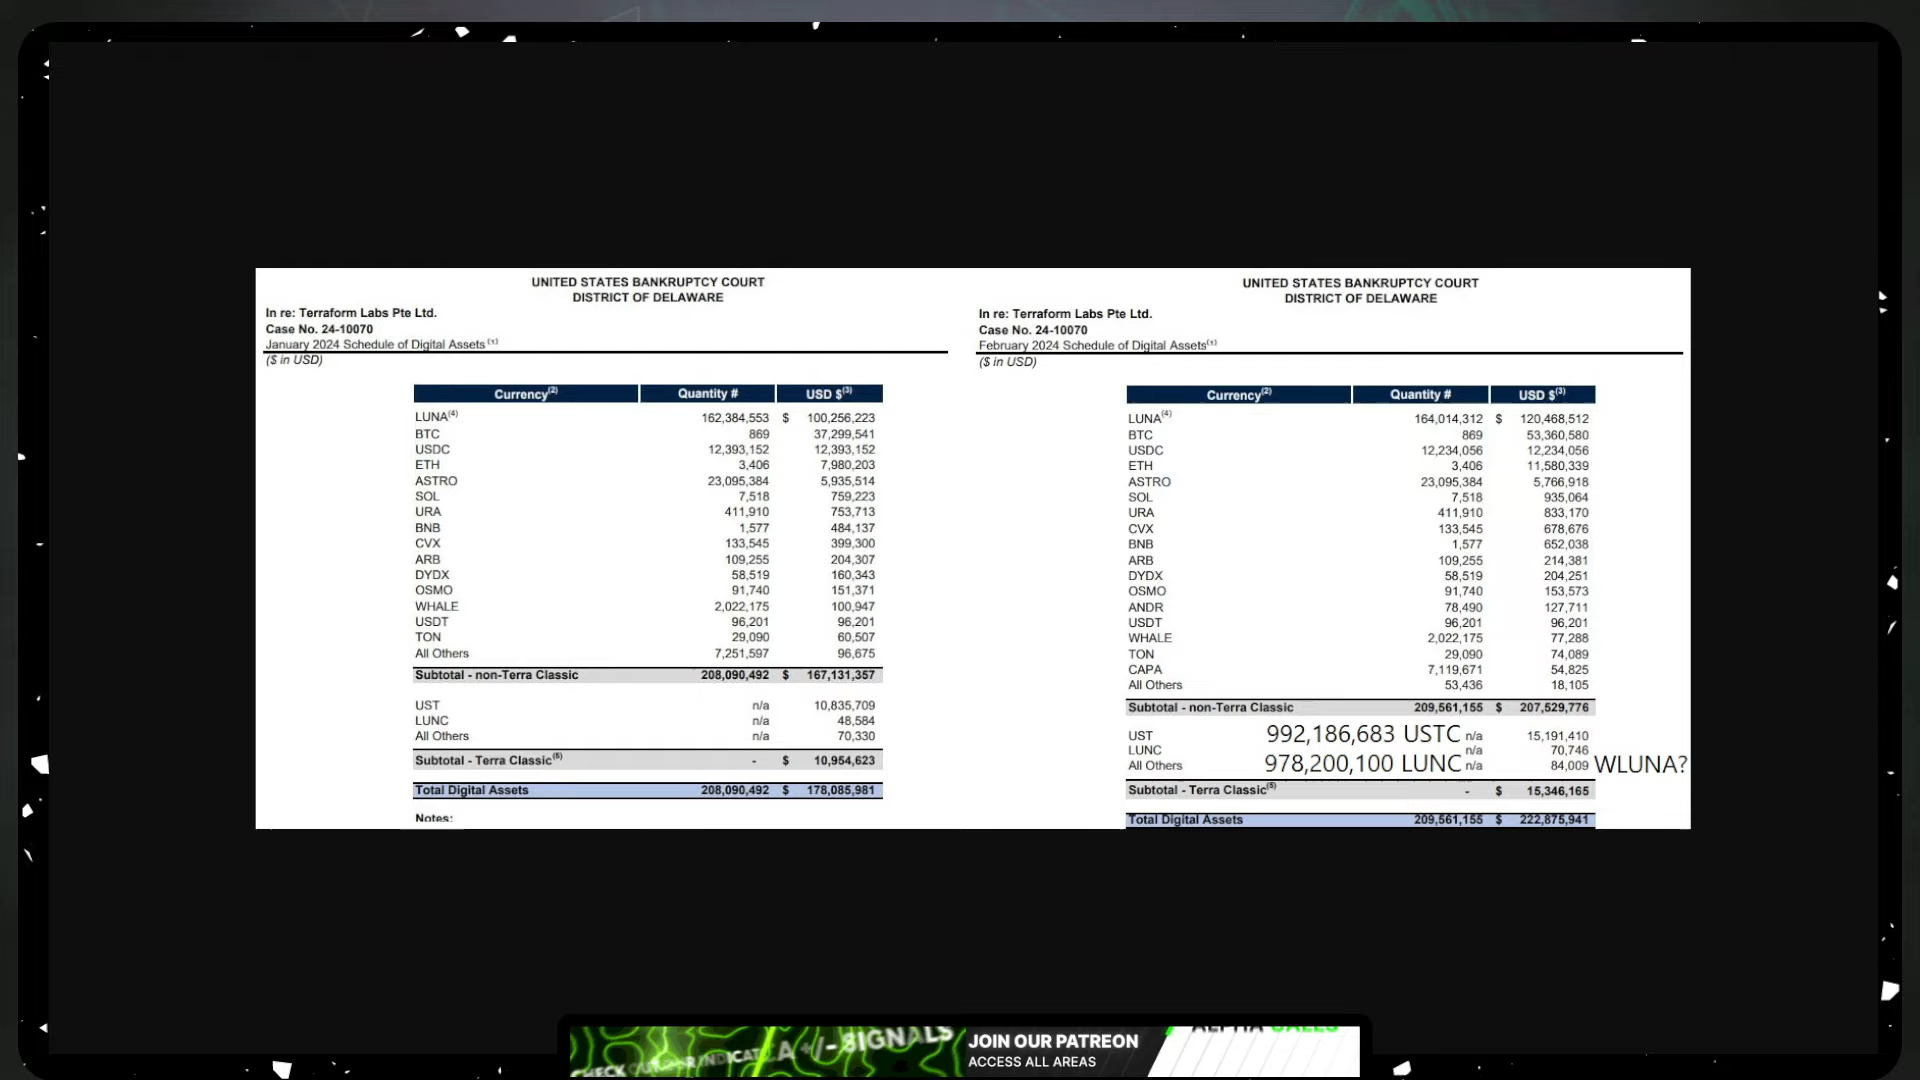 UNITED STATES BANKRUPTCY COURT
DISTRICT OF DELAWARE
In re: Terraform Labs Pte Ltd.
Case No. 24-10070
January 2024 Schedule of Digital Assets (1)
($ in USD)
Currency(2) Quantity # USD $(3)
LUNA(4) 162,384,553 $ 100,256,223
BTC 869 37,299,541
USDC 12,393,152 12,393,152
ETH 3,406 7,980,203
ASTRO 23,095,384 5,935,514
SOL 7,518 759,223
URA 411,910 753,713
BNB 1,577 484,137
CVX 133,545 399,300
ARB 109,255 204,307
DYDX 58,519 160,343
OSMO 91,740 151,371
WHALE 2,022,175 100,947
USDT 96,201 96,201
TON 29,090 60,507
All Others 7,251,597 96,675
Subtotal - non-Terra Classic 208,090,492 $ 167,131,357
UST n/a 10,835,709
LUNC n/a 48,584
All Others n/a 70,330
Subtotal - Terra Classic(5) - $ 10,954,623
Total Digital Assets 208,090,492 $ 178,085,981
Notes:
UNITED STATES BANKRUPTCY COURT
DISTRICT OF DELAWARE
In re: Terraform Labs Pte Ltd.
Case No. 24-10070
February 2024 Schedule of Digital Assets(1)
($ in USD)
Currency(2) Quantity # USD $(3)
LUNA(4) 164,014,312 $ 120,468,512
BTC 869 53,360,580
USDC 12,234,056 12,234,056
ETH 3,406 11,580,339
ASTRO 23,095,384 5,766,918
SOL 7,518 935,064
URA 411,910 833,170
CVX 133,545 678,676
BNB 1,577 652,038
ARB 109,255 214,381
DYDX 58,519 204,251
OSMO 91,740 153,573
ANDR 78,490 127,711
USDT 96,201 96,201
WHALE 2,022,175 77,288
TON 29,090 74,089
CAPA 7,119,671 54,825
All Others 53,436 18,105
Subtotal - non-Terra Classic 209,561,155 $ 207,529,776
UST 992,186,683 USTC n/a 15,191,410
LUNC n/a 70,746
All Others 978,200,100 LUNC n/a 84,009 WLUNA?
Subtotal - Terra Classic(5) - $ 15,346,165
Total Digital Assets 209,561,155 $ 222,875,941
A +/- SIGNALS
JOIN OUR PATREON
ACCESS ALL AREAS